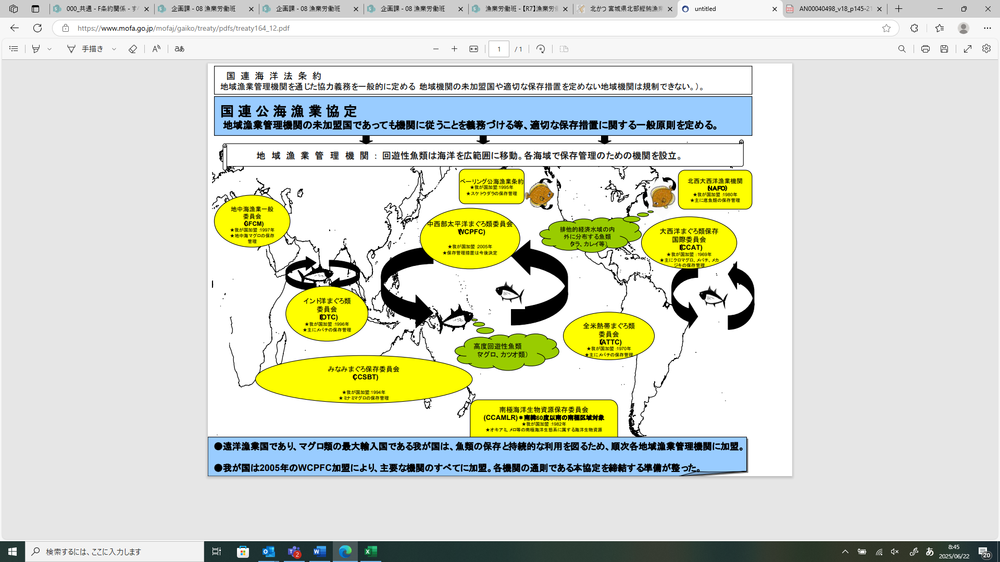 000_共通 - F条約関係 - すべ
企画課 - 08 漁業労働班
企画課 - 08 漁業労働班
企画課 - 08 漁業労働班
漁業労働班 - 【R7】漁業労働
北かつ 宮城県北部鰹鮪漁業
untitled
AN00040498_v18_p145-21
https://www.mofa.go.jp/mofaj/gaiko/treaty/pdfs/treaty164_12.pdf
手描き
aあ
1
/ 1
国連海洋法条約
地域漁業管理機関を通じた協力義務を一般的に定める(地域機関の未加盟国や適切な保存措置を定めない地域機関は規制できない。)。
国連公海漁業協定
地域漁業管理機関の未加盟国であっても機関に従うことを義務づける等、適切な保存措置に関する一般原則を定める。
地域漁業管理機関：回遊性魚類は海洋を広範囲に移動。各海域で保存管理のための機関を設立。
ベーリング公海漁業条約
★我が国加盟:1995年
★スケトウダラの保存管理
北西大西洋漁業機関
(NAFO)
★我が国加盟：1980年
★主に底魚類の保存管理
地中海漁業一般
委員会
(GFCM)
★我が国加盟：1997年
★地中海マグロの保存
管理
中西部太平洋まぐろ類委員会
(WCPFC)
★我が国加盟：2005年
★保存管理措置は今後決定
排他的経済水域の内
外に分布する魚類
(タラ、カレイ等)
大西洋まぐろ類保存
国際委員会
(ICCAT)
★我が国加盟：1969年
★主にクロマグロ、メバチ、メカ
ジキの保存管理
インド洋まぐろ類
委員会
(IOTC)
★我が国加盟：1996年
★主にメバチの保存管理
全米熱帯まぐろ類
委員会
(IATTC)
★我が国加盟：1970年
★主にメバチの保存管理
高度回遊性魚類
(マグロ、カツオ類)
みなみまぐろ保存委員会
(CCSBT)
★我が国加盟:1994年
★ミナミマグロの保存管理
南極海洋生物資源保存委員会
(CCAMLR)＊南緯60度以南の南極区域対象
★我が国加盟：1982年
★オキアミ、メロ等の南極海洋生態系に属する海洋生物資源
●遠洋漁業国であり、マグロ類の最大輸入国である我が国は、魚類の保存と持続的な利用を図るため、順次各地域漁業管理機関に加盟。
●我が国は2005年のWCPFC加盟により、主要な機関のすべてに加盟。各機関の通則である本協定を締結する準備が整った。
検索するには、ここに入力します
2
あ
8:45
2025/06/22
20